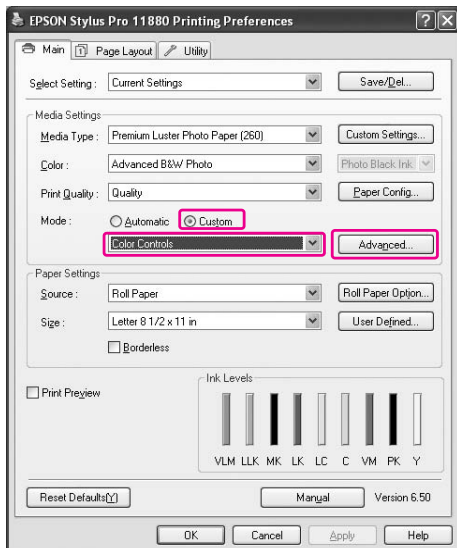 EPSON Stylus Pro 11880 Printing Preferences
Main Page Layout Utility
Select Setting : Current Settings Save/Del...
Media Settings
Media Type : Premium Luster Photo Paper (260) Custom Settings...
Color : Advanced B&W Photo Photo Black Ink
Print Quality : Quality Paper Config...
Mode : Automatic Custom
Color Controls Advanced...
Paper Settings
Source : Roll Paper Roll Paper Option...
Size : Letter 8 1/2 x 11 in User Defined...
Borderless
Print Preview
Ink Levels
VLM LLK MK LK LC C VM PK Y
Reset Defaults(Y) Manual Version 6.50
OK Cancel Apply Help